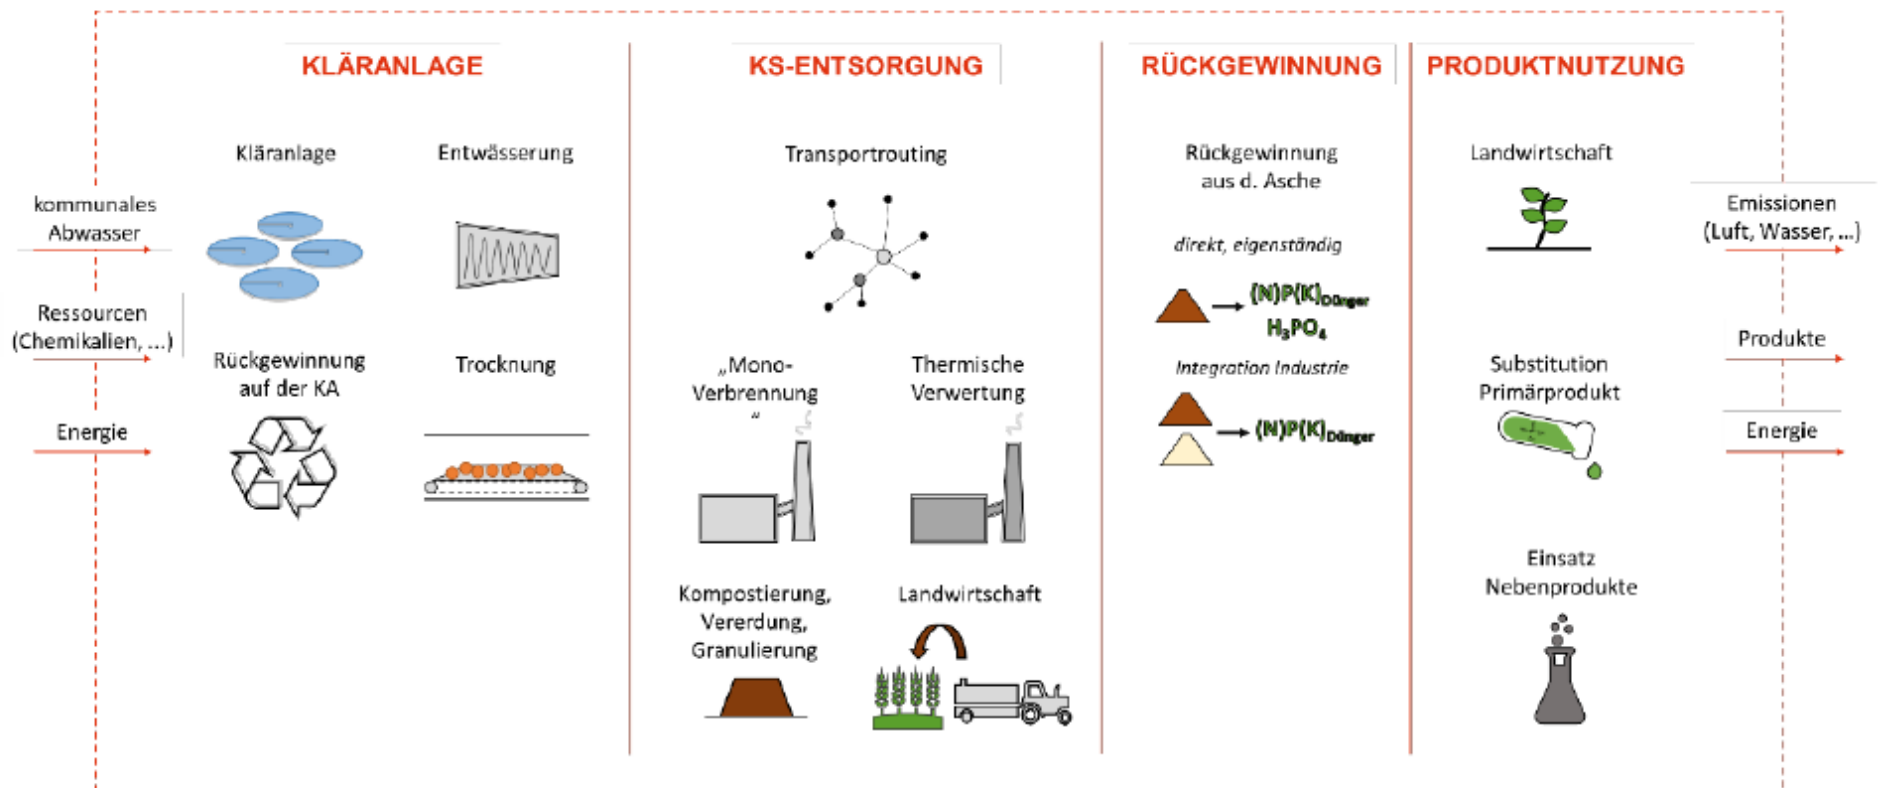 KLÄRANLAGE
KS-ENTSORGUNG
RÜCKGEWINNUNG
PRODUKTNUTZUNG
kommunales
Abwasser
Ressourcen
(Chemikalien, ...)
Energie
Kläranlage
Entwässerung
Rückgewinnung
auf der KA
Trocknung
Transportrouting
„Mono-
Verbrennung
“
Thermische
Verwertung
Kompostierung,
Vererdung,
Granulierung
Landwirtschaft
Rückgewinnung
aus d. Asche
direkt, eigenständig
(N)P(K)Dünger
H₃PO₄
Integration Industrie
(N)P(K)Dünger
Landwirtschaft
Substitution
Primärprodukt
Einsatz
Nebenprodukte
Emissionen
(Luft, Wasser, ...)
Produkte
Energie